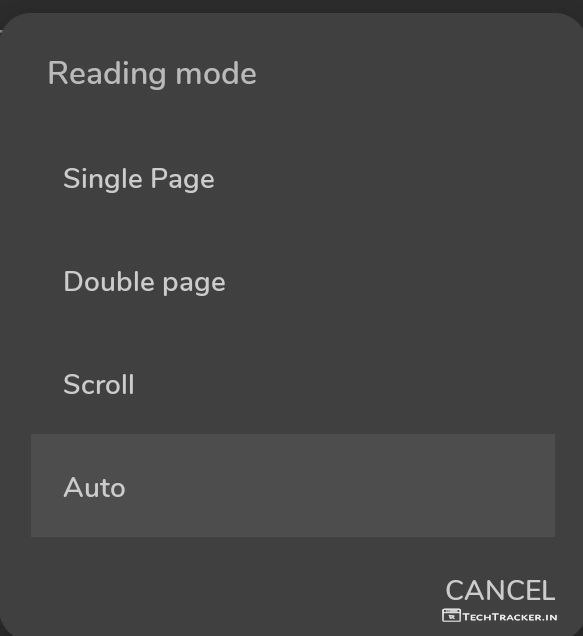 Reading mode
Single Page
Double page
Scroll
Auto
CANCEL
TECHTRACKER.IN